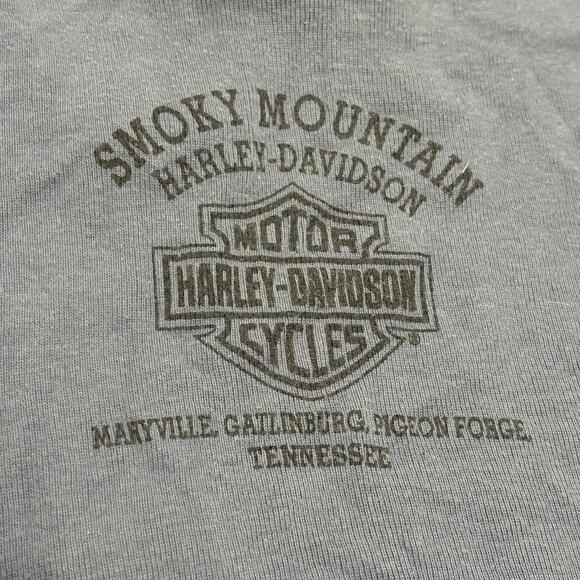 SMOKY MOUNTAIN
HARLEY-DAVIDSON
MOTOR
HARLEY-DAVIDSON
CYCLES
®
MARYVILLE, GATLINBURG, PIGEON FORGE,
TENNESSEE